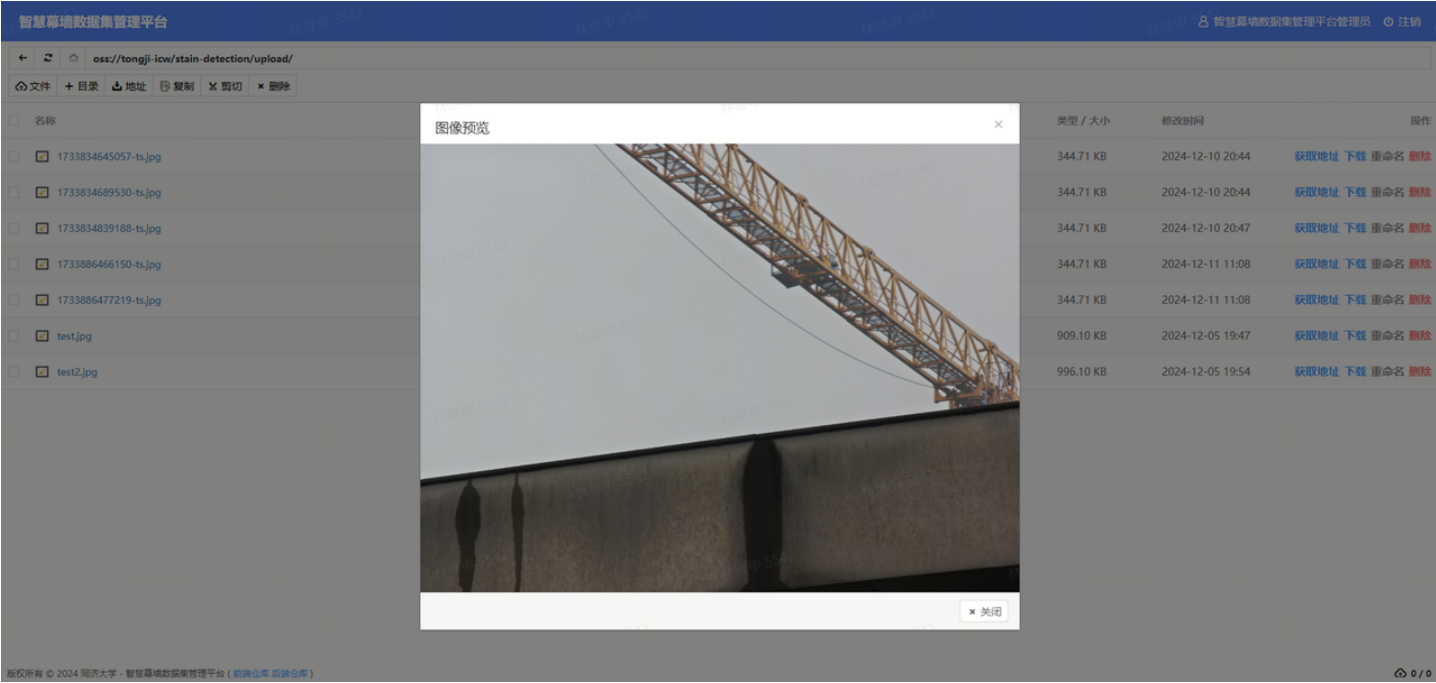 智慧幕墙数据集管理平台
智慧幕墙数据集管理平台管理员 注销
oss://tongji-icw/stain-detection/upload/
文件 目录 地址 复制 剪切 删除
图像预览
名称 类型 / 大小 修改时间 操作
1733834645057-ts.jpg 344.71 KB 2024-12-10 20:44 获取地址 下载 重命名 删除
1733834689530-ts.jpg 344.71 KB 2024-12-10 20:44 获取地址 下载 重命名 删除
1733834839188-ts.jpg 344.71 KB 2024-12-10 20:47 获取地址 下载 重命名 删除
1733886466150-ts.jpg 344.71 KB 2024-12-11 11:08 获取地址 下载 重命名 删除
1733886477219-ts.jpg 344.71 KB 2024-12-11 11:08 获取地址 下载 重命名 删除
test.jpg 909.10 KB 2024-12-05 19:47 获取地址 下载 重命名 删除
test2.jpg 996.10 KB 2024-12-05 19:54 获取地址 下载 重命名 删除
关闭
版权所有 © 2024 同济大学 - 智慧幕墙数据集管理平台 ( 前端仓库 后端仓库 ) 0 / 0